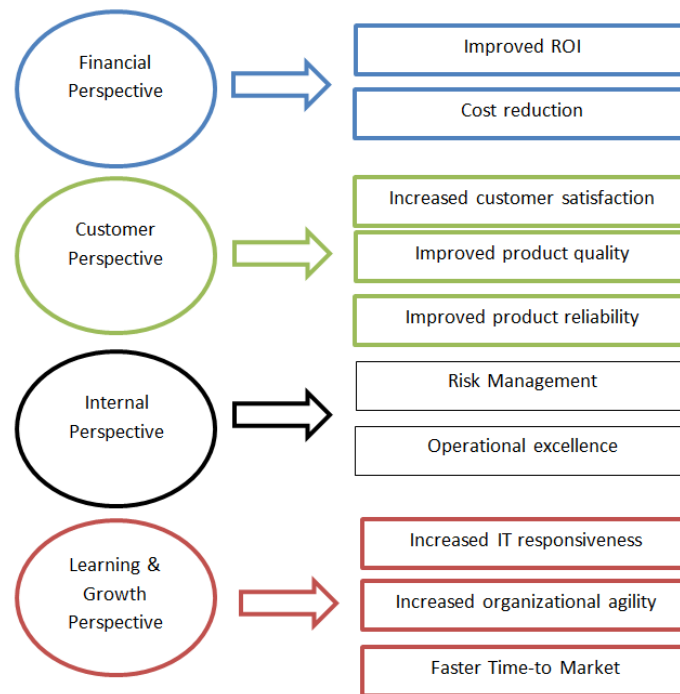 Financial
Perspective
Improved ROI
Cost reduction
Customer
Perspective
Increased customer satisfaction
Improved product quality
Improved product reliability
Internal
Perspective
Risk Management
Operational excellence
Learning &
Growth
Perspective
Increased IT responsiveness
Increased organizational agility
Faster Time-to Market